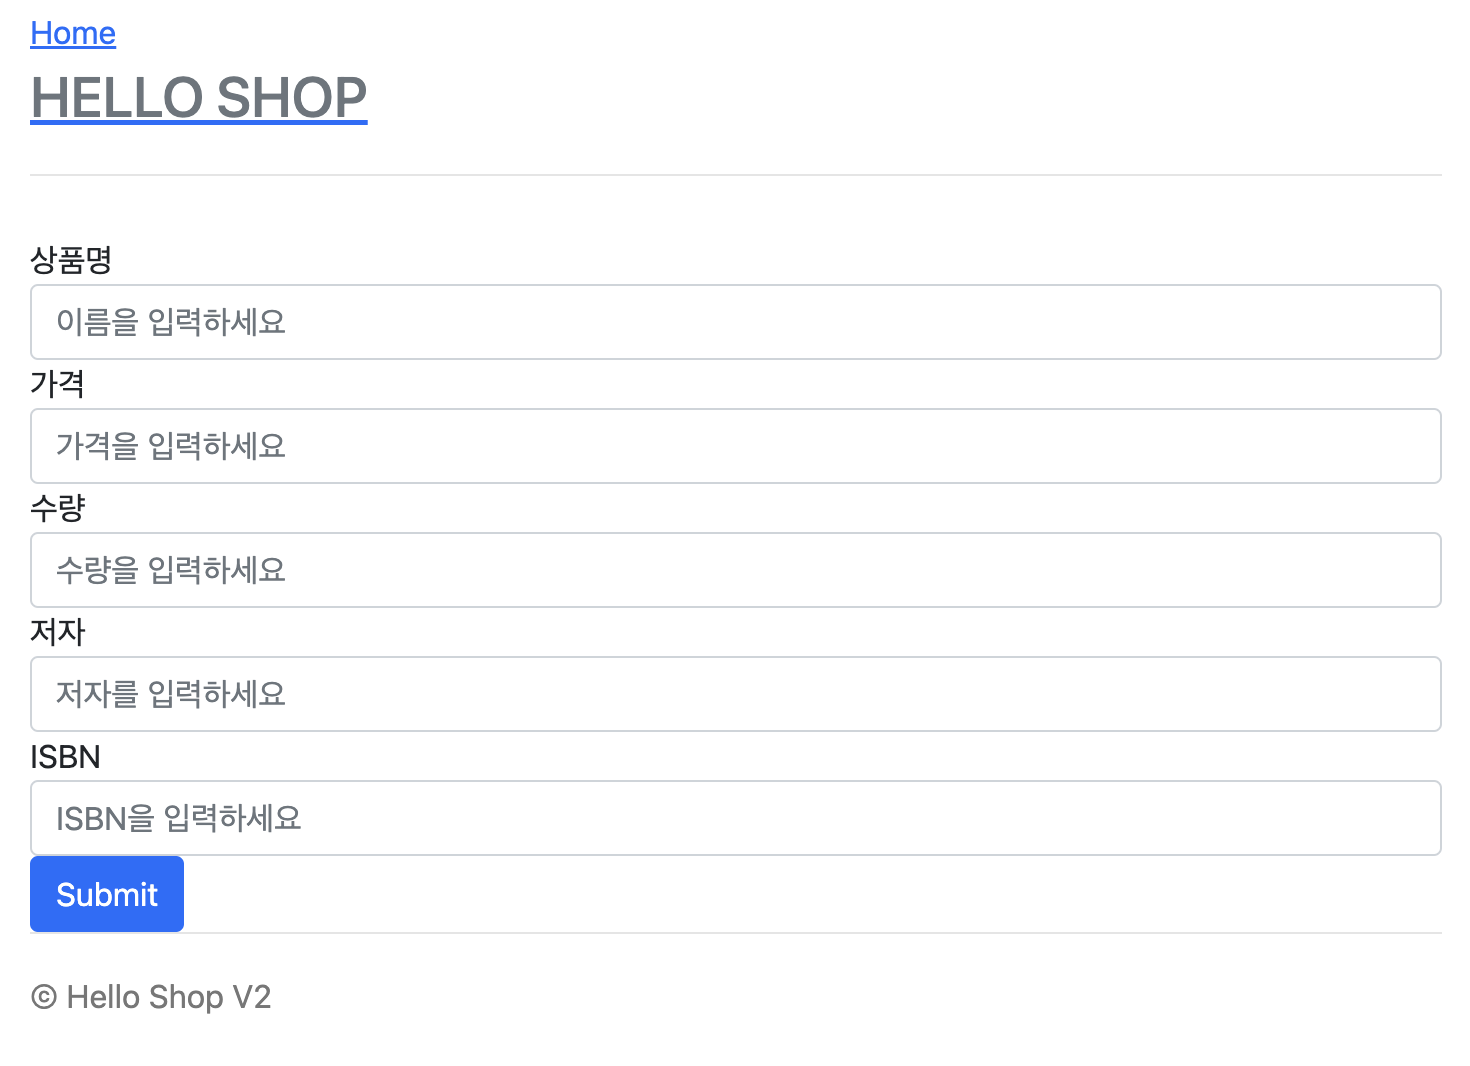 Home
HELLO SHOP
상품명
이름을 입력하세요
가격
가격을 입력하세요
수량
수량을 입력하세요
저자
저자를 입력하세요
ISBN
ISBN을 입력하세요
Submit
© Hello Shop V2